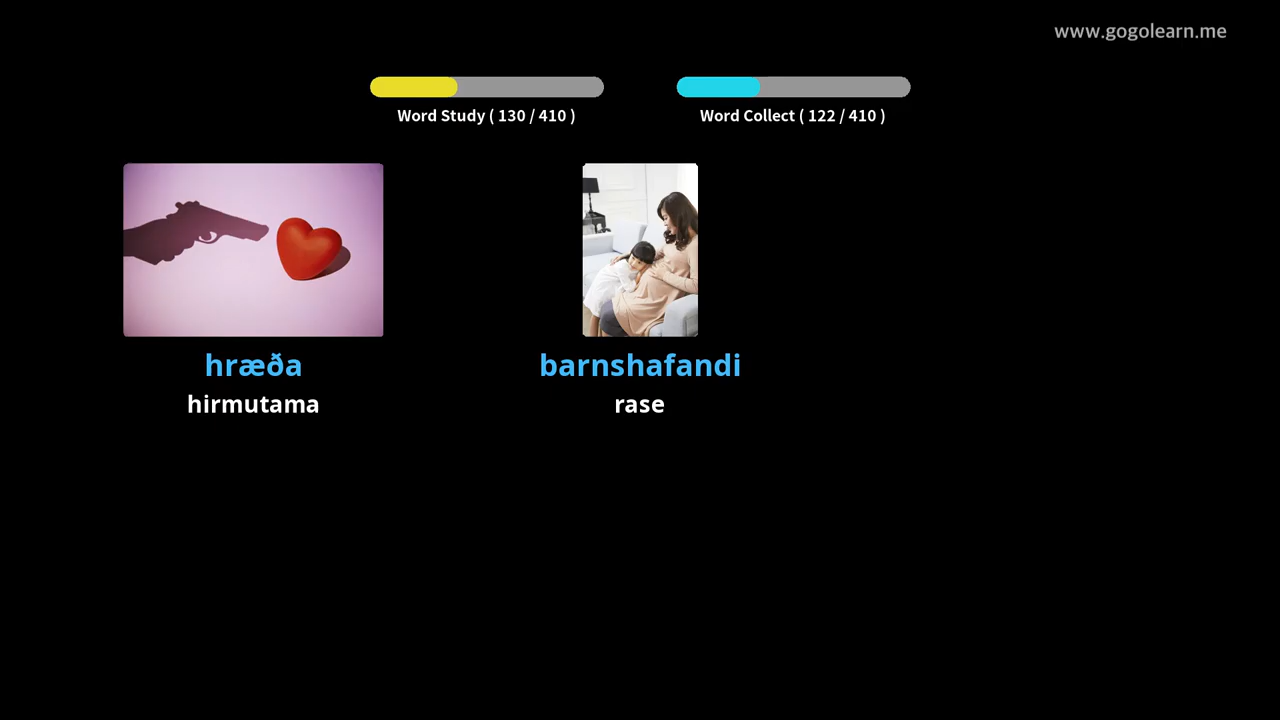 www.gogolearn.me
Word Study ( 130 / 410 )
Word Collect ( 122 / 410 )
hræða
hirmutama
barnshafandi
rase